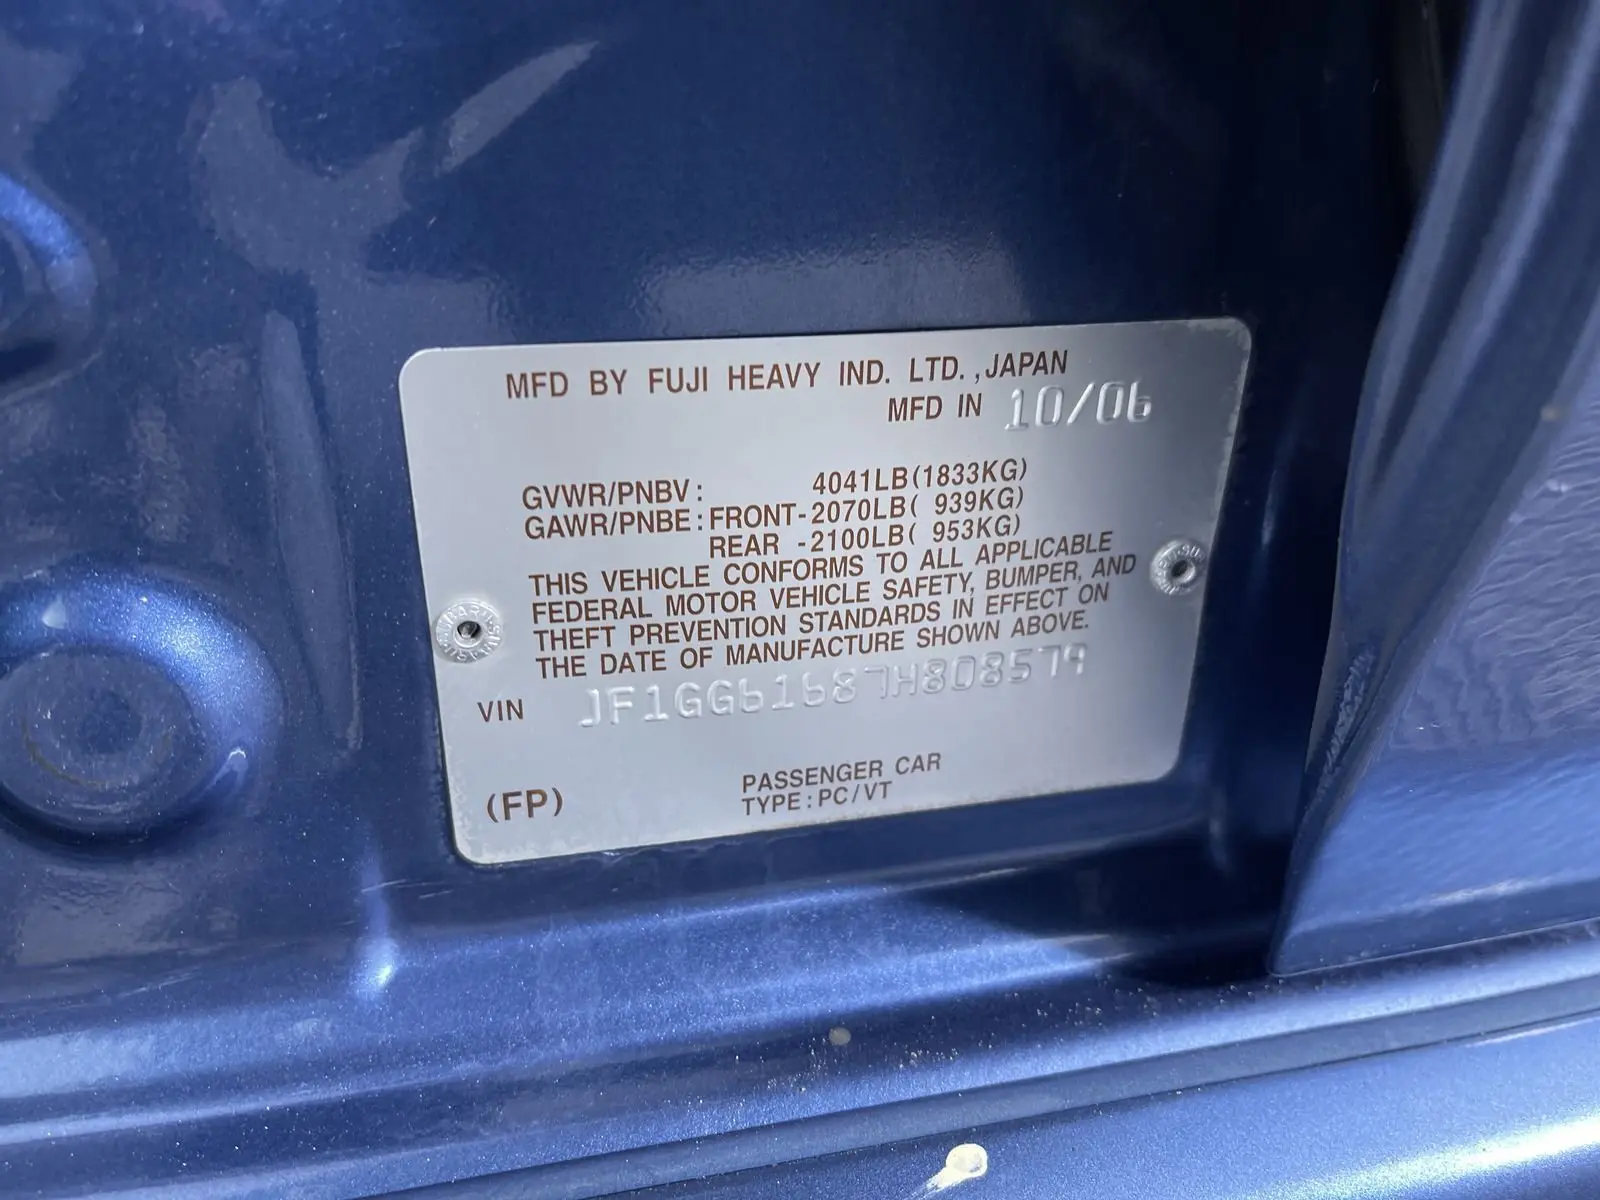 MFD BY FUJI HEAVY IND. LTD.,JAPAN
MFD IN 10/06
GVWR/PNBV: 4041LB(1833KG)
GAWR/PNBE:FRONT-2070LB( 939KG)
REAR -2100LB( 953KG)
THIS VEHICLE CONFORMS TO ALL APPLICABLE
FEDERAL MOTOR VEHICLE SAFETY, BUMPER, AND
THEFT PREVENTION STANDARDS IN EFFECT ON
THE DATE OF MANUFACTURE SHOWN ABOVE.
VIN JF1GG61687H808579
(FP)
PASSENGER CAR
TYPE:PC/VT